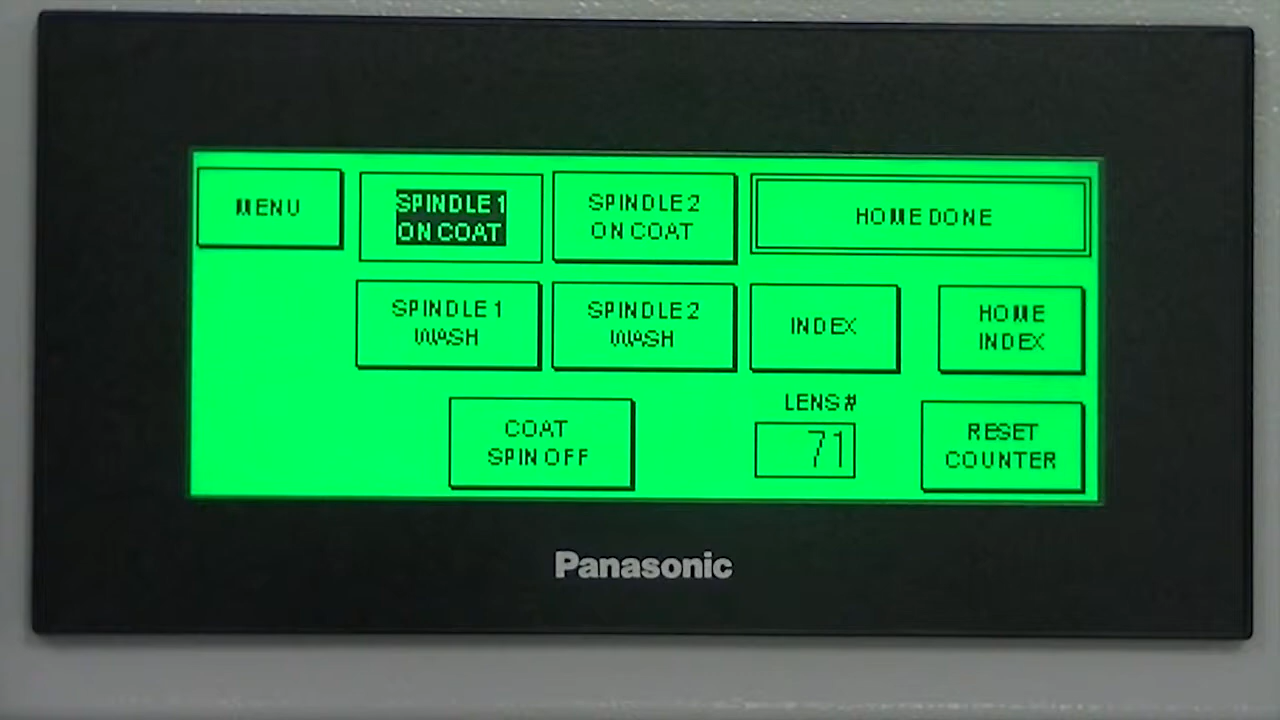 MENU
SPINDLE 1
ON COAT
SPINDLE 2
ON COAT
HOME DONE
SPINDLE 1
WASH
SPINDLE 2
WASH
INDEX
HOME
INDEX
COAT
SPIN OFF
LENS#
71
RESET
COUNTER
Panasonic